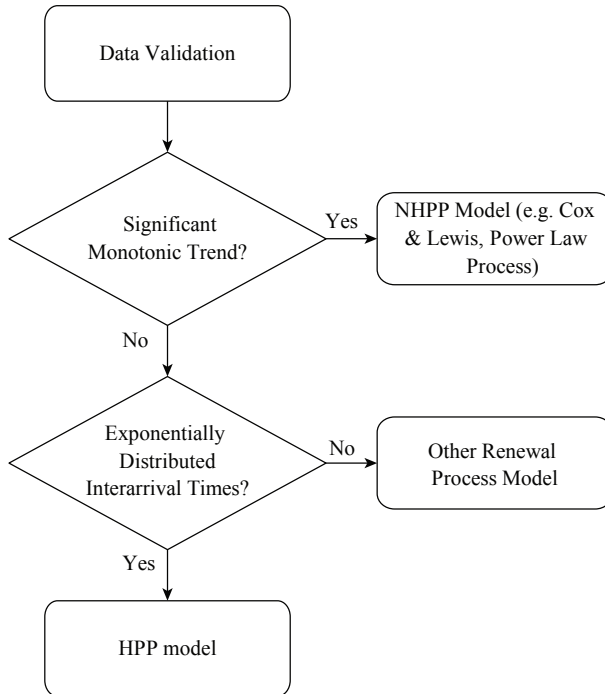 Data Validation
Significant
Monotonic Trend?
Yes
NHPP Model (e.g. Cox
& Lewis, Power Law
Process)
No
Exponentially
Distributed
Interarrival Times?
No
Other Renewal
Process Model
Yes
HPP model